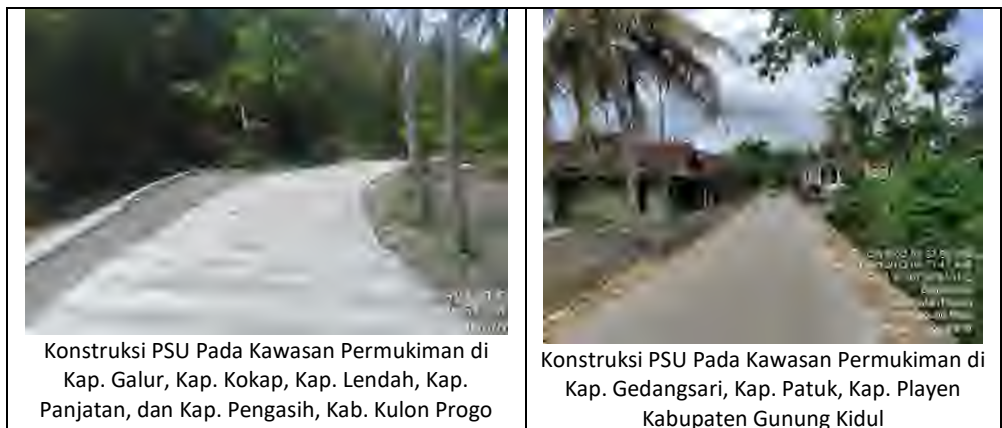 Konstruksi PSU Pada Kawasan Permukiman di
Kap. Galur, Kap. Kokap, Kap. Lendah, Kap.
Panjatan, dan Kap. Pengasih, Kab. Kulon Progo
Konstruksi PSU Pada Kawasan Permukiman di
Kap. Gedangsari, Kap. Patuk, Kap. Playen
Kabupaten Gunung Kidul